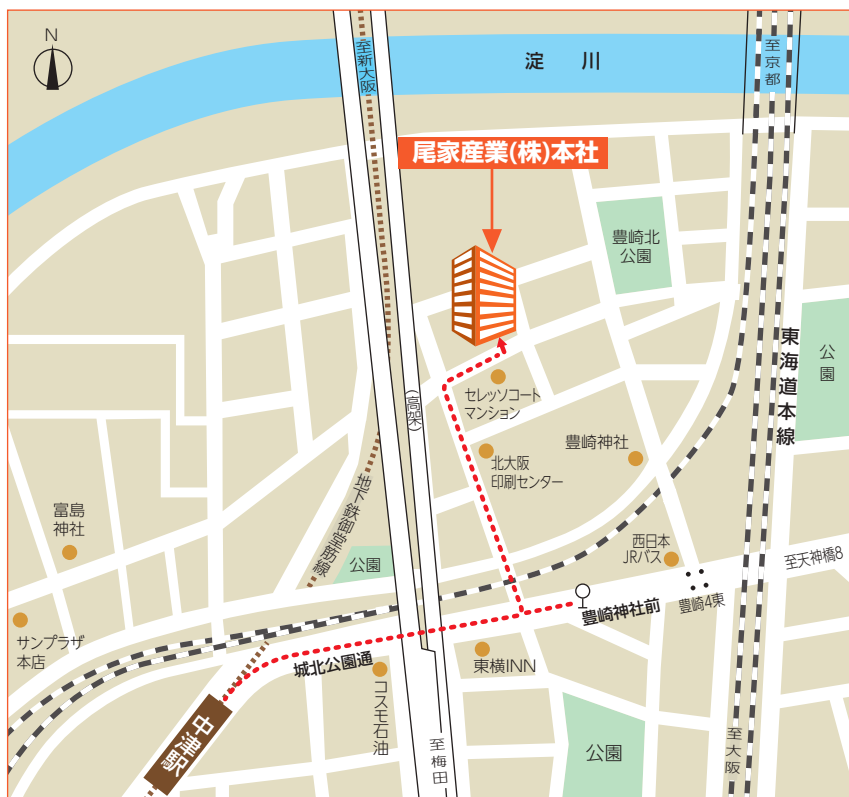 N
至新大阪
淀川
至京都
尾家産業(株)本社
豊崎北
公園
東海道本線
公園
(高架)
セレッソコート
マンション
豊崎神社
北大阪
印刷センター
地下鉄御堂筋線
富島
神社
西日本
JRバス
至天神橋8
公園
豊崎神社前
豊崎4東
サンプラザ
本店
城北公園通
東横INN
コスモ石油
中津駅
至梅田
公園
至大阪